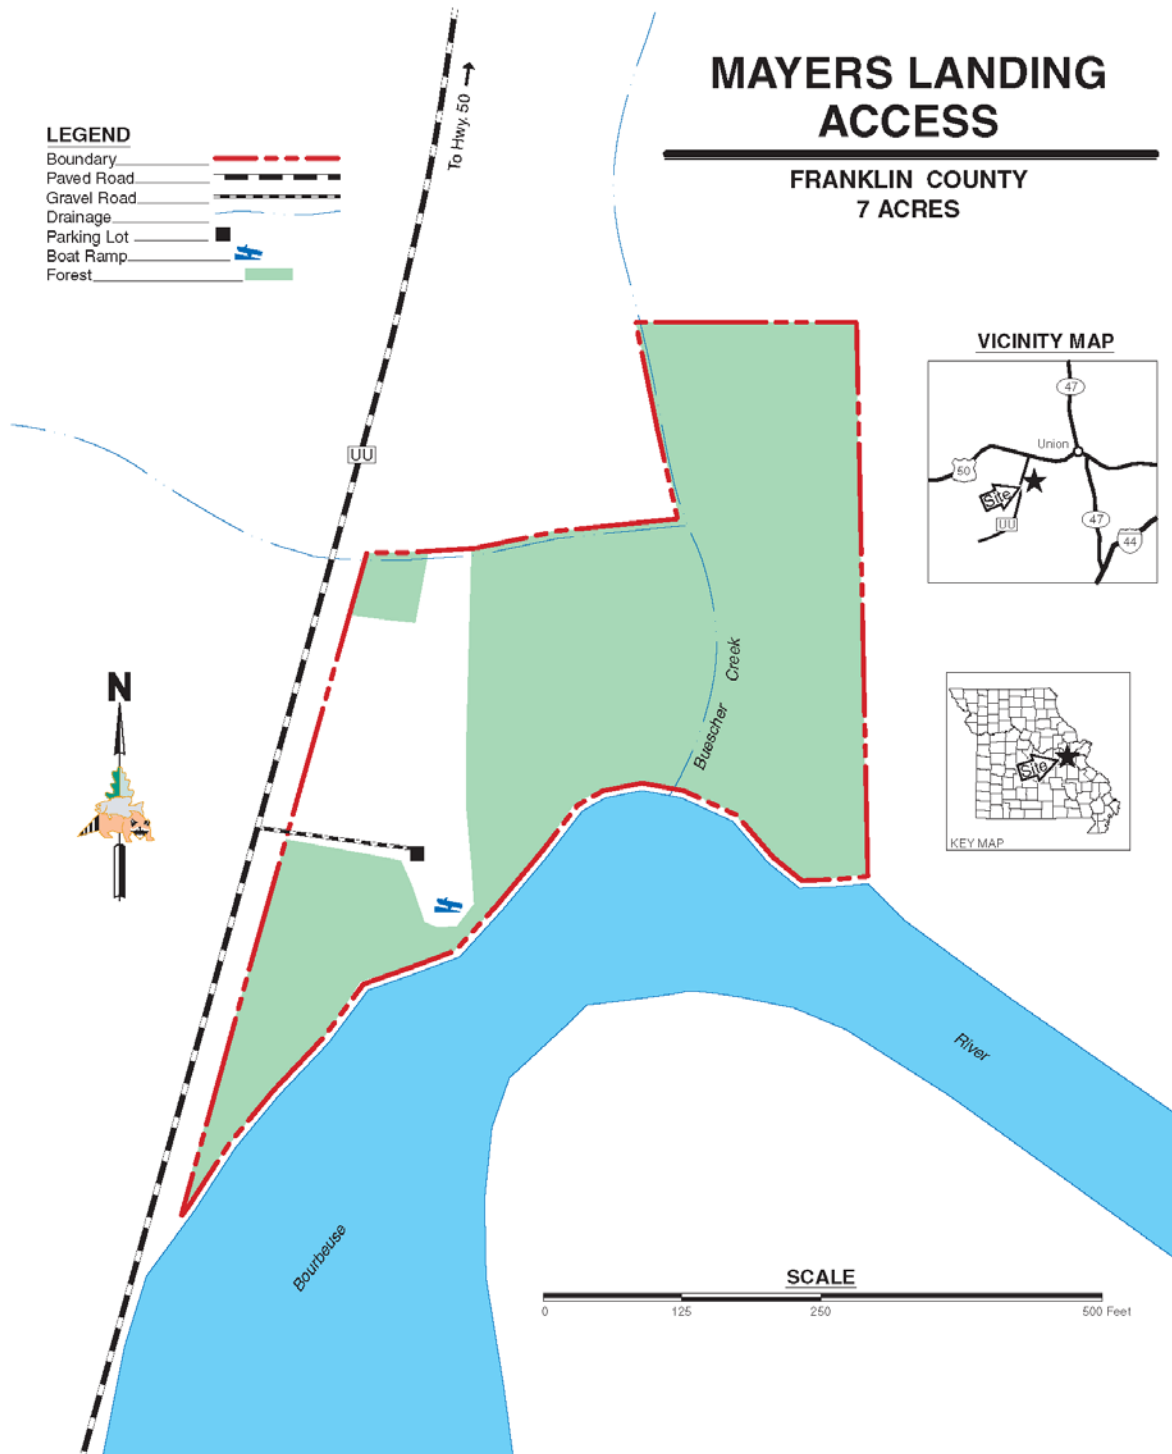 MAYERS LANDING
ACCESS
FRANKLIN COUNTY
7 ACRES
To Hwy. 50
LEGEND
Boundary
Paved Road
Gravel Road
Drainage
Parking Lot
Boat Ramp
Forest
UU
VICINITY MAP
47
Union
50
Site
UU
47
44
N
Buescher Creek
Site
KEY MAP
River
Bourbeuse
SCALE
0 125 250 500 Feet